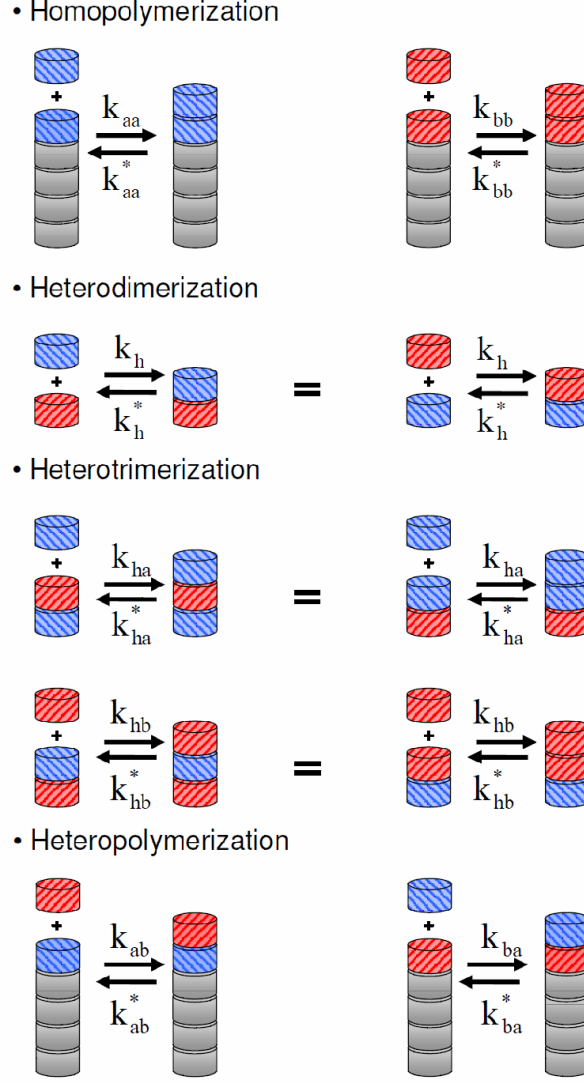 • Homopolymerization
+ k_aa k*_aa + k_bb k*_bb
• Heterodimerization
+ k_h k*_h = + k_h k*_h
• Heterotrimerization
+ k_ha k*_ha = + k_ha k*_ha
+ k_hb k*_hb = + k_hb k*_hb
• Heteropolymerization
+ k_ab k*_ab + k_ba k*_ba